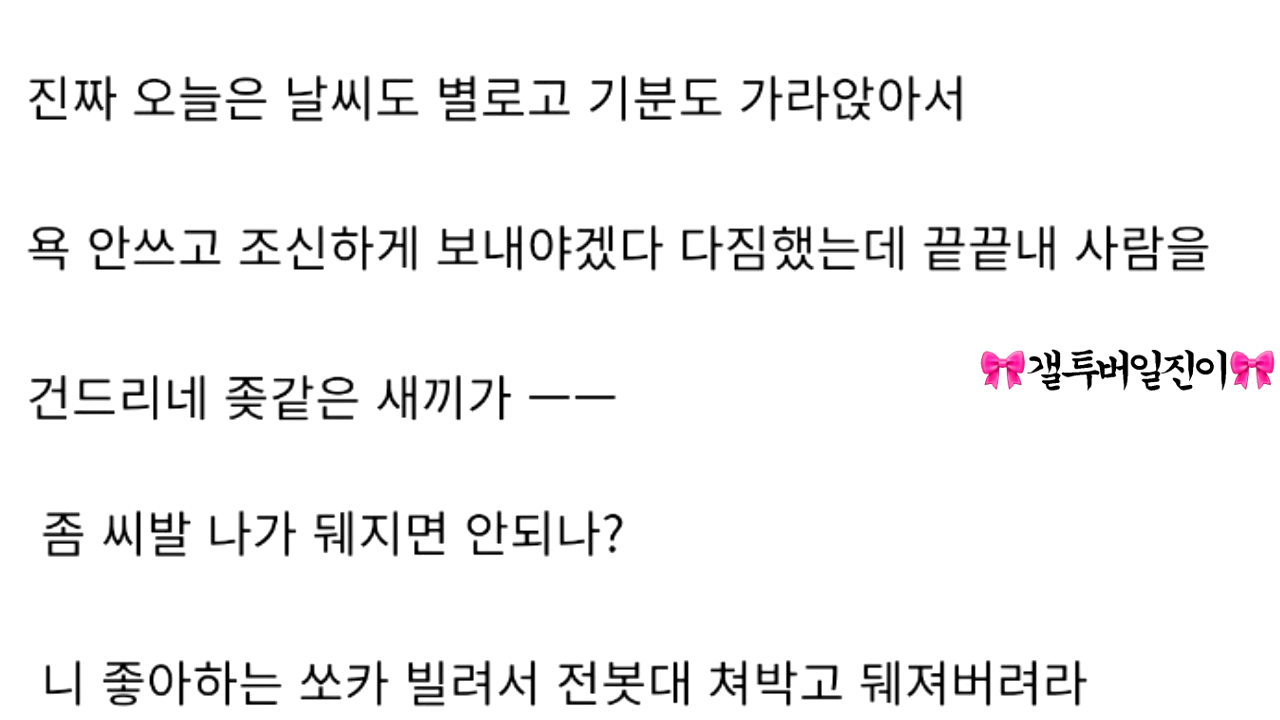 진짜 오늘은 날씨도 별로고 기분도 가라앉아서
욕 안쓰고 조신하게 보내야겠다 다짐했는데 끝끝내 사람을
건드리네 좆같은 새끼가 ㅡㅡ
🎀갤투버일진이🎀
좀 씨발 나가 뒈지면 안되나?
니 좋아하는 쏘카 빌려서 전봇대 쳐박고 뒈져버려라